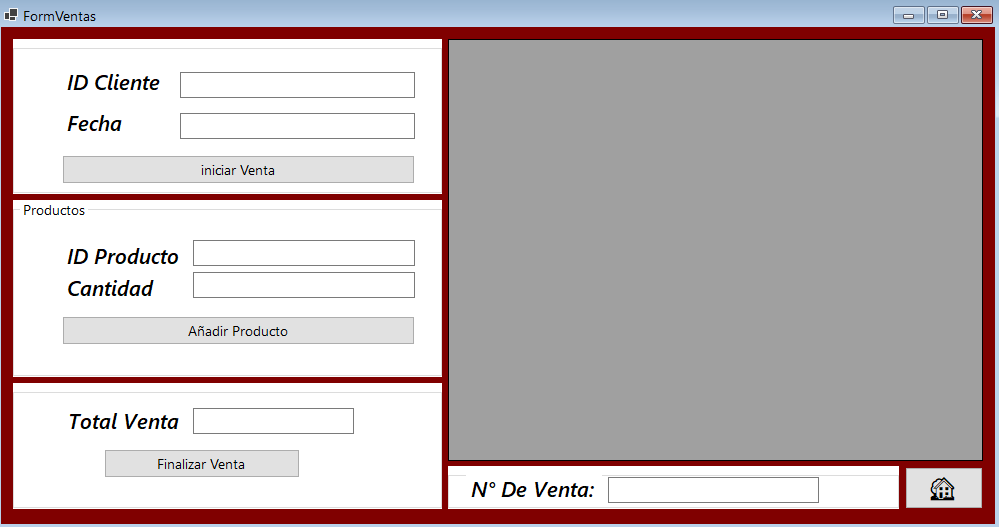 FormVentas
ID Cliente
Fecha
iniciar Venta
Productos
ID Producto
Cantidad
Añadir Producto
Total Venta
Finalizar Venta
N° De Venta: